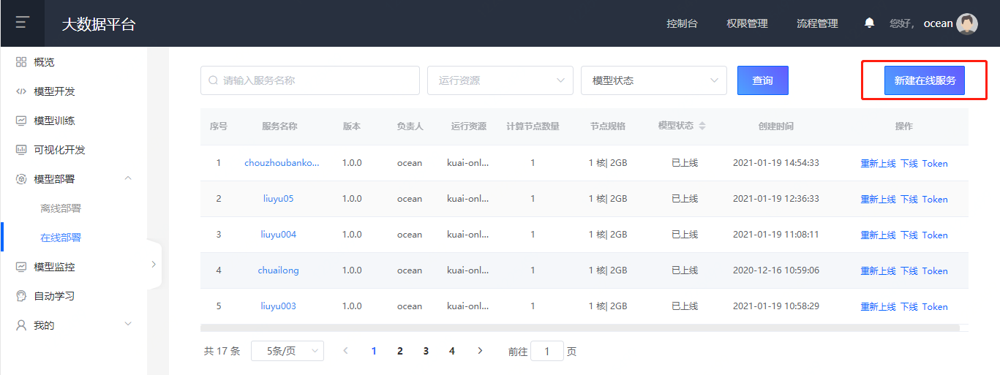 大数据平台 控制台 权限管理 流程管理 您好， ocean
概览
模型开发
模型训练
可视化开发
模型部署
离线部署
在线部署
模型监控
自动学习
我的
请输入服务名称 运行资源 模型状态 查询 新建在线服务
序号 服务名称 版本 负责人 运行资源 计算节点数量 节点规格 模型状态 创建时间 操作
1 chouzhoubanko... 1.0.0 ocean kuai-onl... 1 1 核| 2GB 已上线 2021-01-19 14:54:33 重新上线 下线 Token
2 liuyu05 1.0.0 ocean kuai-onl... 1 1 核| 2GB 已上线 2021-01-19 12:36:33 重新上线 下线 Token
3 liuyu004 1.0.0 ocean kuai-onl... 1 1 核| 2GB 已上线 2021-01-19 11:08:11 重新上线 下线 Token
4 chuailong 1.0.0 ocean kuai-onl... 1 1 核| 2GB 已上线 2020-12-16 10:59:06 重新上线 下线 Token
5 liuyu003 1.0.0 ocean kuai-onl... 1 1 核| 2GB 已上线 2021-01-19 10:58:29 重新上线 下线 Token
共 17 条 5条/页 1 2 3 4 前往 1 页